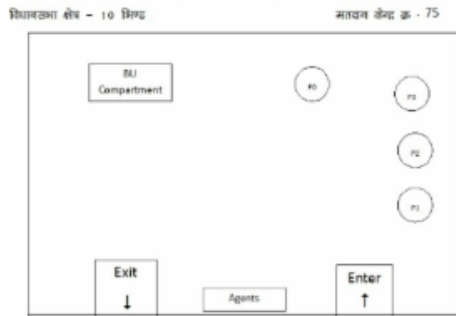 विधानसभा क्षेत्र - 10 भिण्ड
मतदान केन्द्र क्र - 75
BU
Compartment
P0
P3
P2
P1
Exit
↓
Agents
Enter
↑